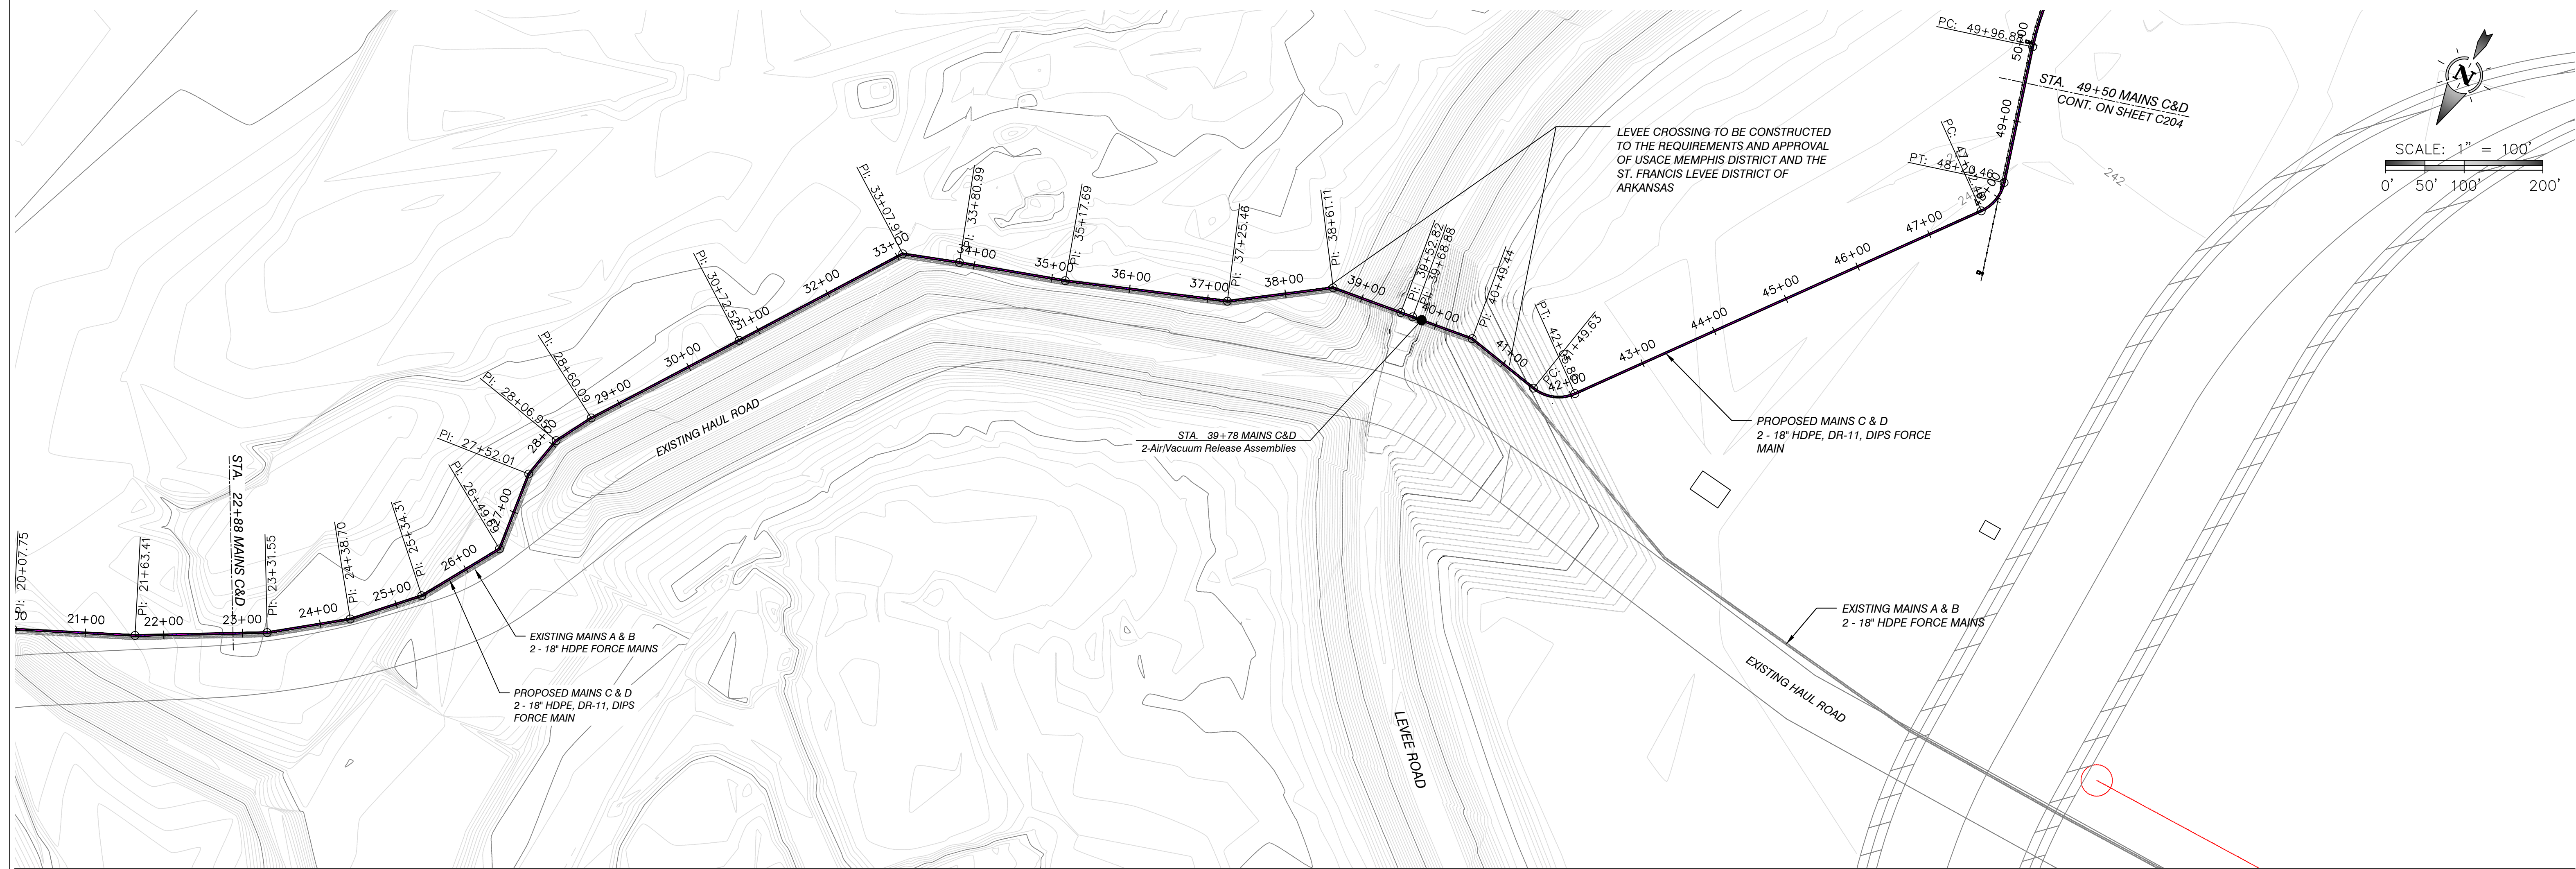 PC: 49+96.8
50+00
STA. 49+50 MAINS C&D
CONT. ON SHEET C204
N
SCALE: 1" = 100'
0' 50' 100' 200'
49+00
PT: 48+20.46
242
47+00
46+00
45+00
44+00
43+00
42+00
41+00
40+00
39+00
38+00
37+00
36+00
35+00
34+00
33+00
32+00
31+00
30+00
29+00
28+00
27+00
26+00
25+00
24+00
23+00
22+00
21+00
LEVEE CROSSING TO BE CONSTRUCTED
TO THE REQUIREMENTS AND APPROVAL
OF USACE MEMPHIS DISTRICT AND THE
ST. FRANCIS LEVEE DISTRICT OF
ARKANSAS
PI: 33+07.91
PI: 33+80.99
PI: 35+17.69
PI: 37+25.46
PI: 38+61.11
PI: 39+52.82
PI: 39+68.88
PI: 40+49.44
PC: 41+49.63
PI: 30+72.52
PI: 28+60.09
PI: 28+06.95
PI: 27+52.01
PI: 26+49.69
PI: 25+34.31
PI: 24+38.70
PI: 23+31.55
PI: 21+63.41
PI: 20+07.75
STA. 22+88 MAINS C&D
EXISTING HAUL ROAD
STA. 39+78 MAINS C&D
2-Air/Vacuum Release Assemblies
PROPOSED MAINS C & D
2 - 18" HDPE, DR-11, DIPS FORCE
MAIN
EXISTING MAINS A & B
2 - 18" HDPE FORCE MAINS
EXISTING MAINS A & B
2 - 18" HDPE FORCE MAINS
PROPOSED MAINS C & D
2 - 18" HDPE, DR-11, DIPS
FORCE MAIN
EXISTING HAUL ROAD
LEVEE ROAD